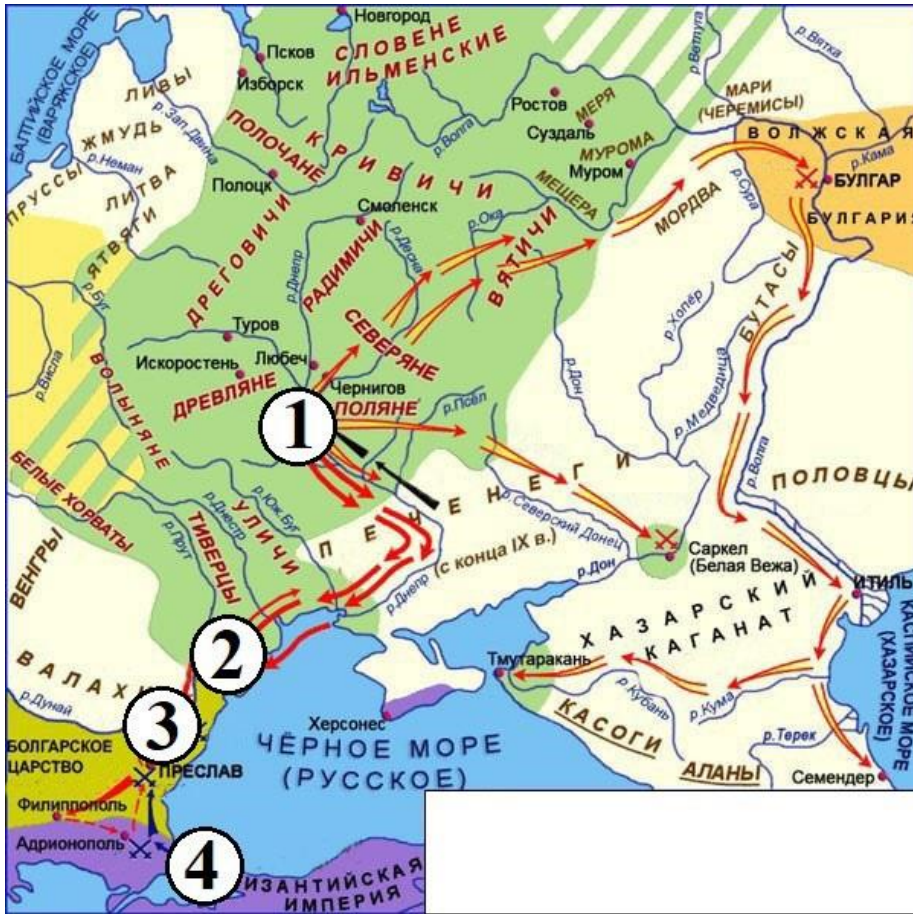 Новгород
Псков
СЛОВЕНЕ
ИЛЬМЕНСКИЕ
Изборск
БАЛТИЙСКОЕ МОРЕ
(ВАРЯЖСКОЕ)
ЛИВЫ
р.Зап.Двина
ЖМУДЬ
р.Неман
ЛИТВА
ПРУССЫ
ЯТВЯГИ
ПОЛОЧАНЕ
Полоцк
КРИВИЧИ
р.Волга
Ростов
МЕРЯ
Суздаль
МУРОМА
Муром
МЕЩЕРА
р.Ветлуга
р.Вятка
МАРИ
(ЧЕРЕМИСЫ)
ВОЛЖСКАЯ
р.Кама
БУЛГАР
БУЛГАРИЯ
р.Сура
МОРДВА
Смоленск
р.Днепр
РАДИМИЧИ
р.Десна
р.Ока
ВЯТИЧИ
ДРЕГОВИЧИ
р.Буг
р.Висла
Туров
Искоростень
Любеч
СЕВЕРЯНЕ
Чернигов
ДРЕВЛЯНЕ
1
ПОЛЯНЕ
р.Псёл
р.Дон
р.Хопёр
р.Медведица
БУТАСЫ
р.Волга
ПОЛОВЦЫ
ВОЛЫНЯНЕ
БЕЛЫЕ ХОРВАТЫ
р.Прут
ТИВЕРЦЫ
р.Днестр
УЛИЧИ
р.Юж.Буг
ПЕЧЕНЕГИ
(с конца IX в.)
р.Днепр
р.Северский Донец
р.Дон
Саркел
(Белая Вежа)
ВЕНГРЫ
ХАЗАРСКИЙ
КАГАНАТ
ИТИЛЬ
КАСПИЙСКОЕ МОРЕ
(ХАЗАРСКОЕ)
2
ВАЛАХИ
р.Дунай
3
Тмутаракань
р.Кубань
р.Кума
Херсонес
КАСОГИ
АЛАНЫ
р.Терек
Семендер
ЧЁРНОЕ МОРЕ
(РУССКОЕ)
БОЛГАРСКОЕ
ЦАРСТВО
ПРЕСЛАВ
Филиппополь
Адрионополь
4
ИЗАНТИЙСКАЯ
ИМПЕРИЯ